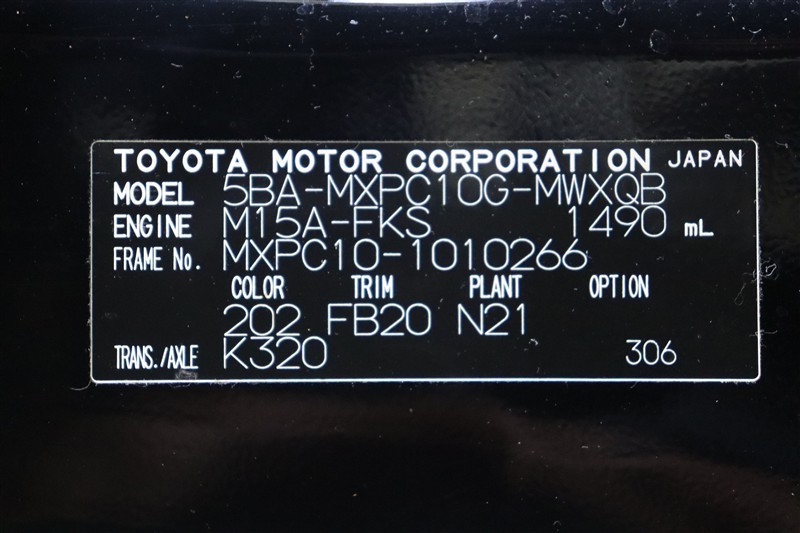 TOYOTA MOTOR CORPORATION JAPAN
MODEL 5BA-MXPC10G-MWXQB
ENGINE M15A-FKS 1490 mL
FRAME No. MXPC10-1010266
COLOR TRIM PLANT OPTION
202 FB20 N21
TRANS./AXLE K320 306